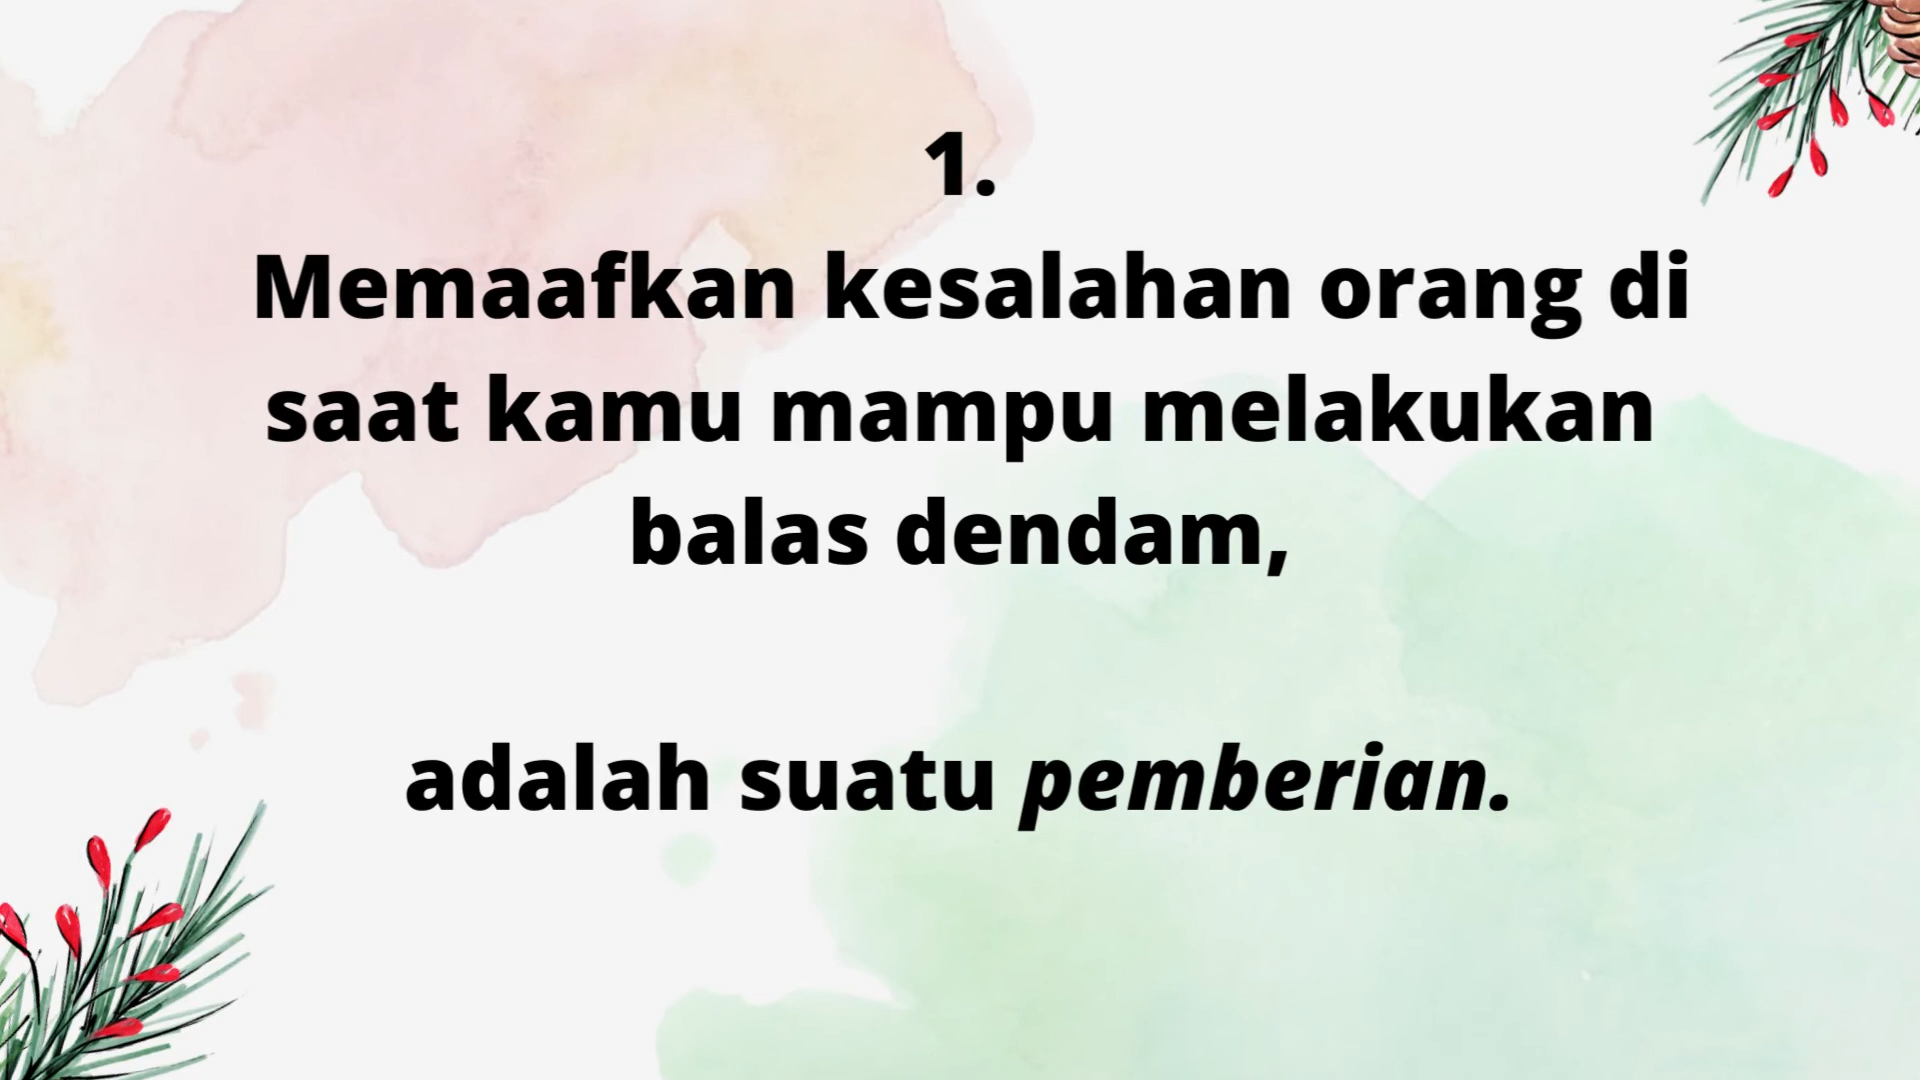 1.
Memaafkan kesalahan orang di
saat kamu mampu melakukan
balas dendam,
adalah suatu pemberian.